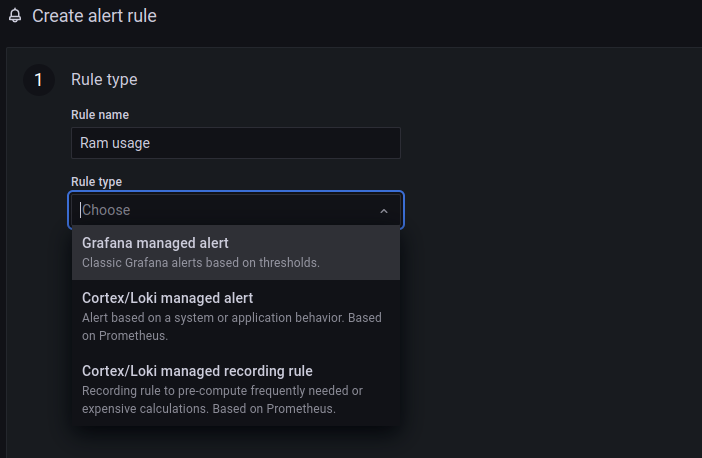 Create alert rule
1 Rule type
Rule name
Ram usage
Rule type
Choose
Grafana managed alert
Classic Grafana alerts based on thresholds.
Cortex/Loki managed alert
Alert based on a system or application behavior. Based
on Prometheus.
Cortex/Loki managed recording rule
Recording rule to pre-compute frequently needed or
expensive calculations. Based on Prometheus.